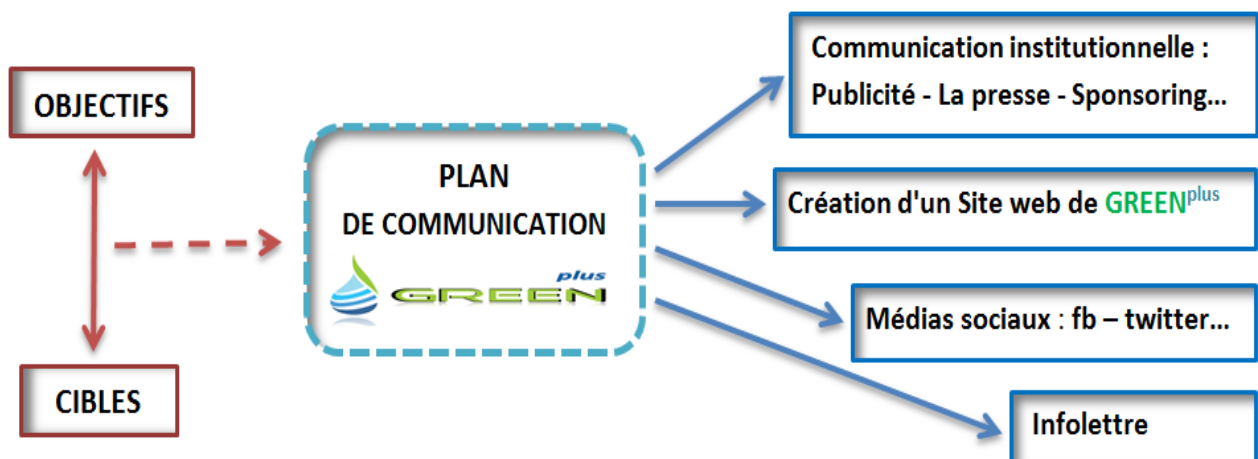 OBJECTIFS
CIBLES
PLAN
DE COMMUNICATION
GREEN plus
Communication institutionnelle :
Publicité - La presse - Sponsoring...
Création d'un Site web de GREENplus
Médias sociaux : fb – twitter...
Infolettre